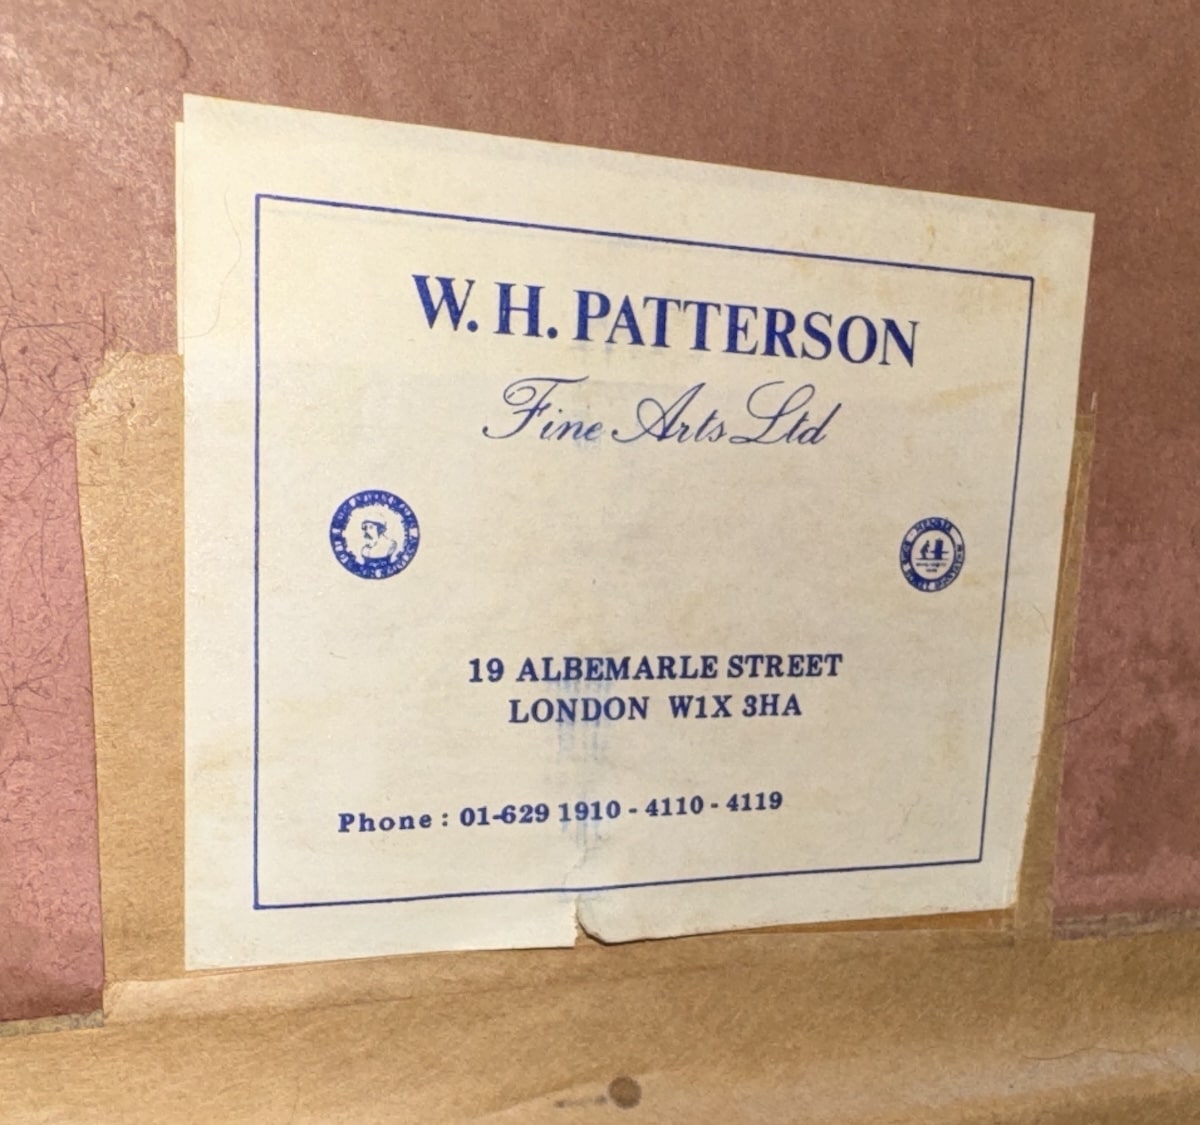 W. H. PATTERSON
Fine Arts Ltd
19 ALBEMARLE STREET
LONDON W1X 3HA
Phone : 01-629 1910 - 4110 - 4119